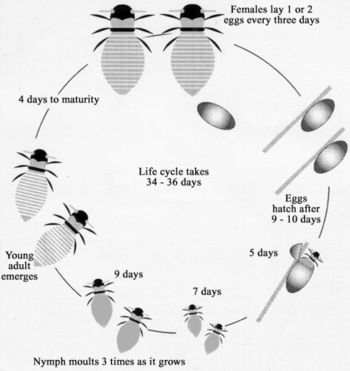 Females lay 1 or 2
eggs every three days
4 days to maturity
Life cycle takes
34 - 36 days
Eggs
hatch after
9 - 10 days
5 days
Young
adult
emerges
9 days
7 days
Nymph moults 3 times as it grows